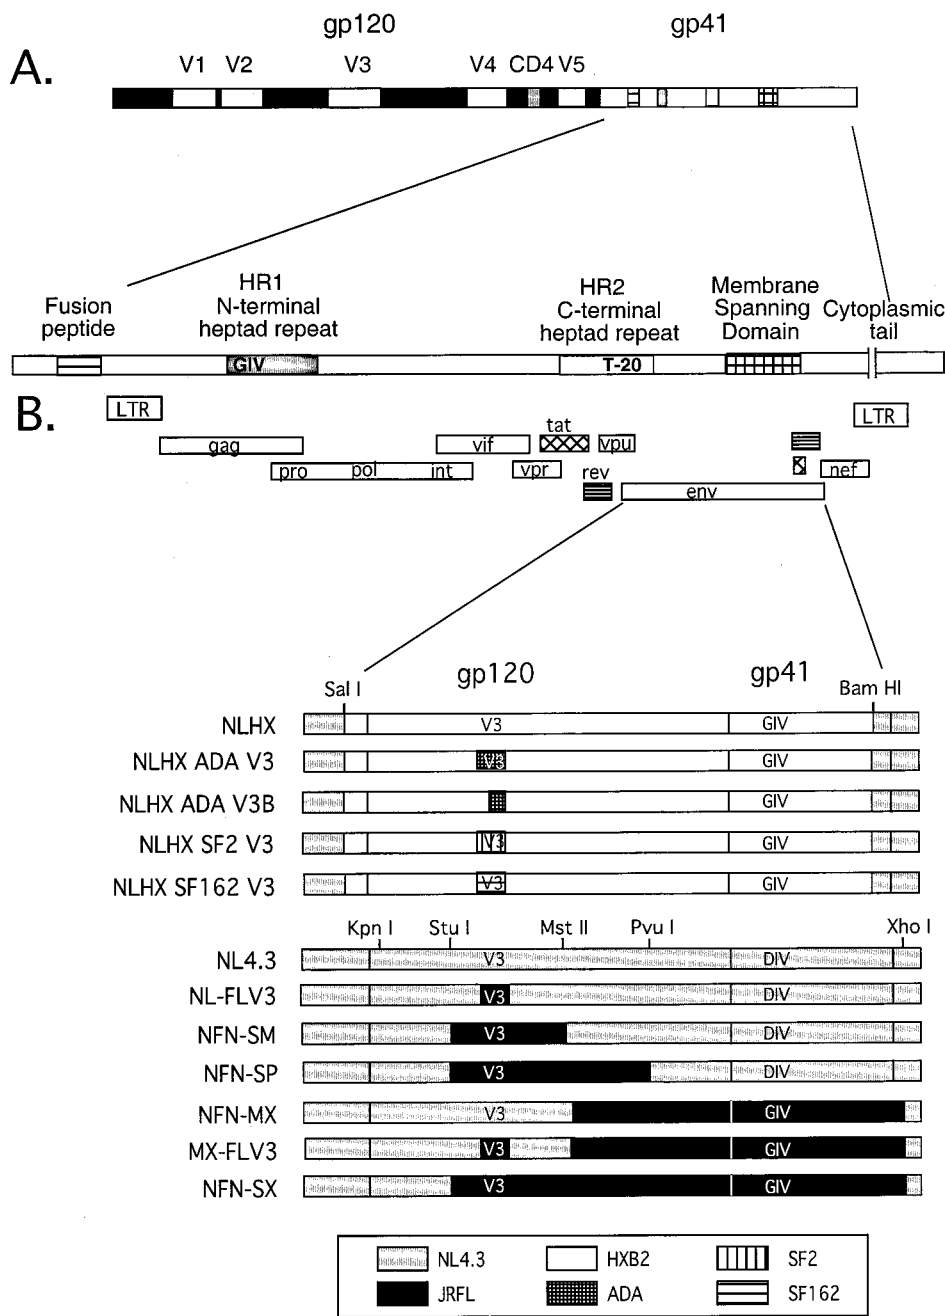 gp120 gp41
A.
V1 V2 V3 V4 CD4 V5
HR1 HR2 Membrane
Fusion N-terminal C-terminal Spanning Cytoplasmic
peptide heptad repeat heptad repeat Domain tail
GIV T-20
B.
LTR LTR
tat
gag vif vpu
pro pol int vpr rev nef
env
gp120 gp41
Sal I Bam HI
NLHX V3 GIV
NLHX ADA V3 V3 GIV
NLHX ADA V3B GIV
NLHX SF2 V3 V3 GIV
NLHX SF162 V3 V3 GIV
Kpn I Stu I Mst II Pvu I Xho I
NL4.3 V3 DIV
NL-FLV3 V3 DIV
NFN-SM V3 DIV
NFN-SP V3 DIV
NFN-MX V3 GIV
MX-FLV3 V3 GIV
NFN-SX V3 GIV
NL4.3 HXB2 SF2
JRFL ADA SF162